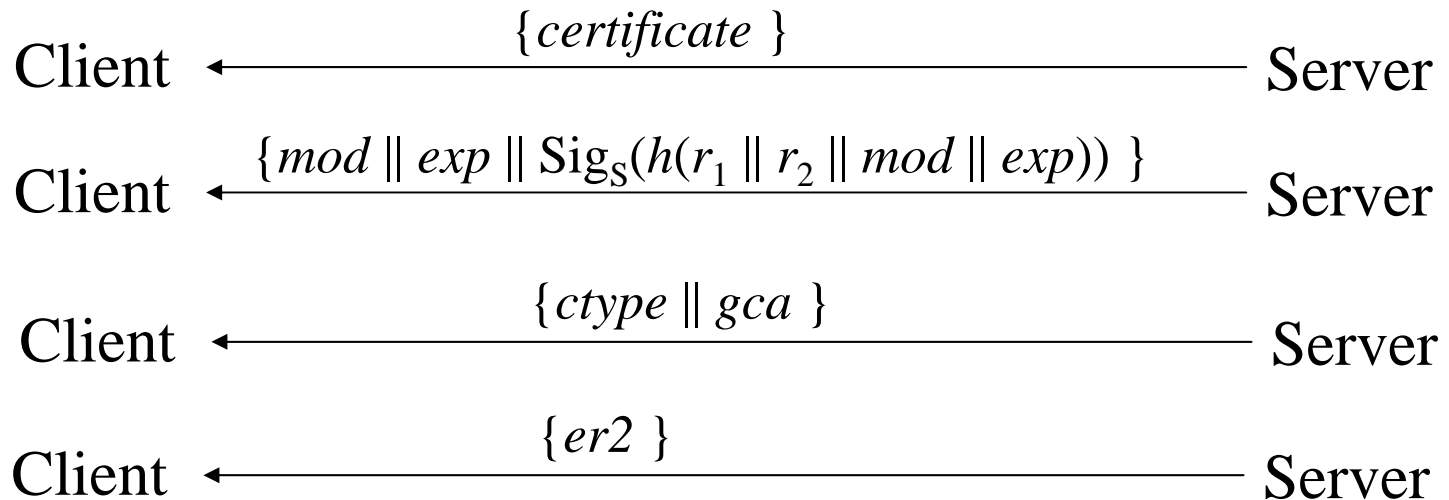 {certificate }
Client Server
{mod || exp || Sig_S(h(r_1 || r_2 || mod || exp)) }
Client Server
{ctype || gca }
Client Server
{er2 }
Client Server